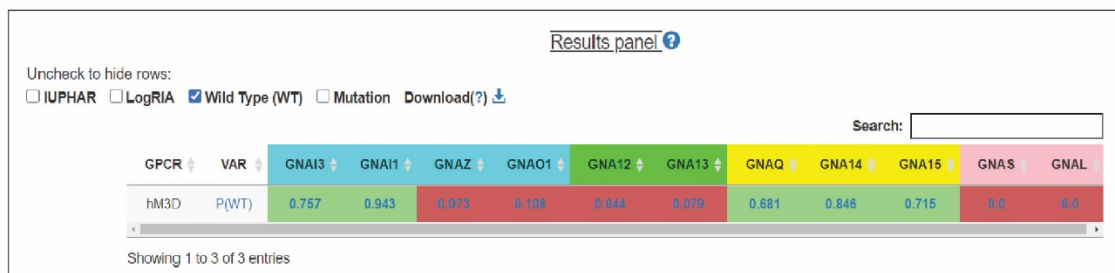 Results panel ?
Uncheck to hide rows:
IUPHAR LogRIA Wild Type (WT) Mutation Download(?)
Search:
GPCR VAR GNAI3 GNAI1 GNAZ GNAO1 GNA12 GNA13 GNAQ GNA14 GNA15 GNAS GNAL
hM3D P(WT) 0.757 0.943 0.073 0.108 0.044 0.079 0.681 0.846 0.715 0.0 0.0
Showing 1 to 3 of 3 entries